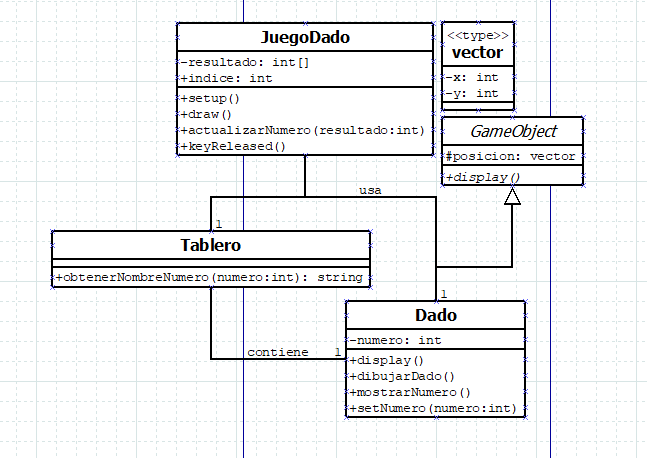 JuegoDado
-resultado: int[]
+indice: int
+setup()
+draw()
+actualizarNumero(resultado:int)
+keyReleased()
<<type>>
vector
-x: int
-y: int
GameObject
#posicion: vector
+display()
usa
1
Tablero
+obtenerNombreNumero(numero:int): string
1
Dado
-numero: int
+display()
+dibujarDado()
+mostrarNumero()
+setNumero(numero:int)
contiene
1